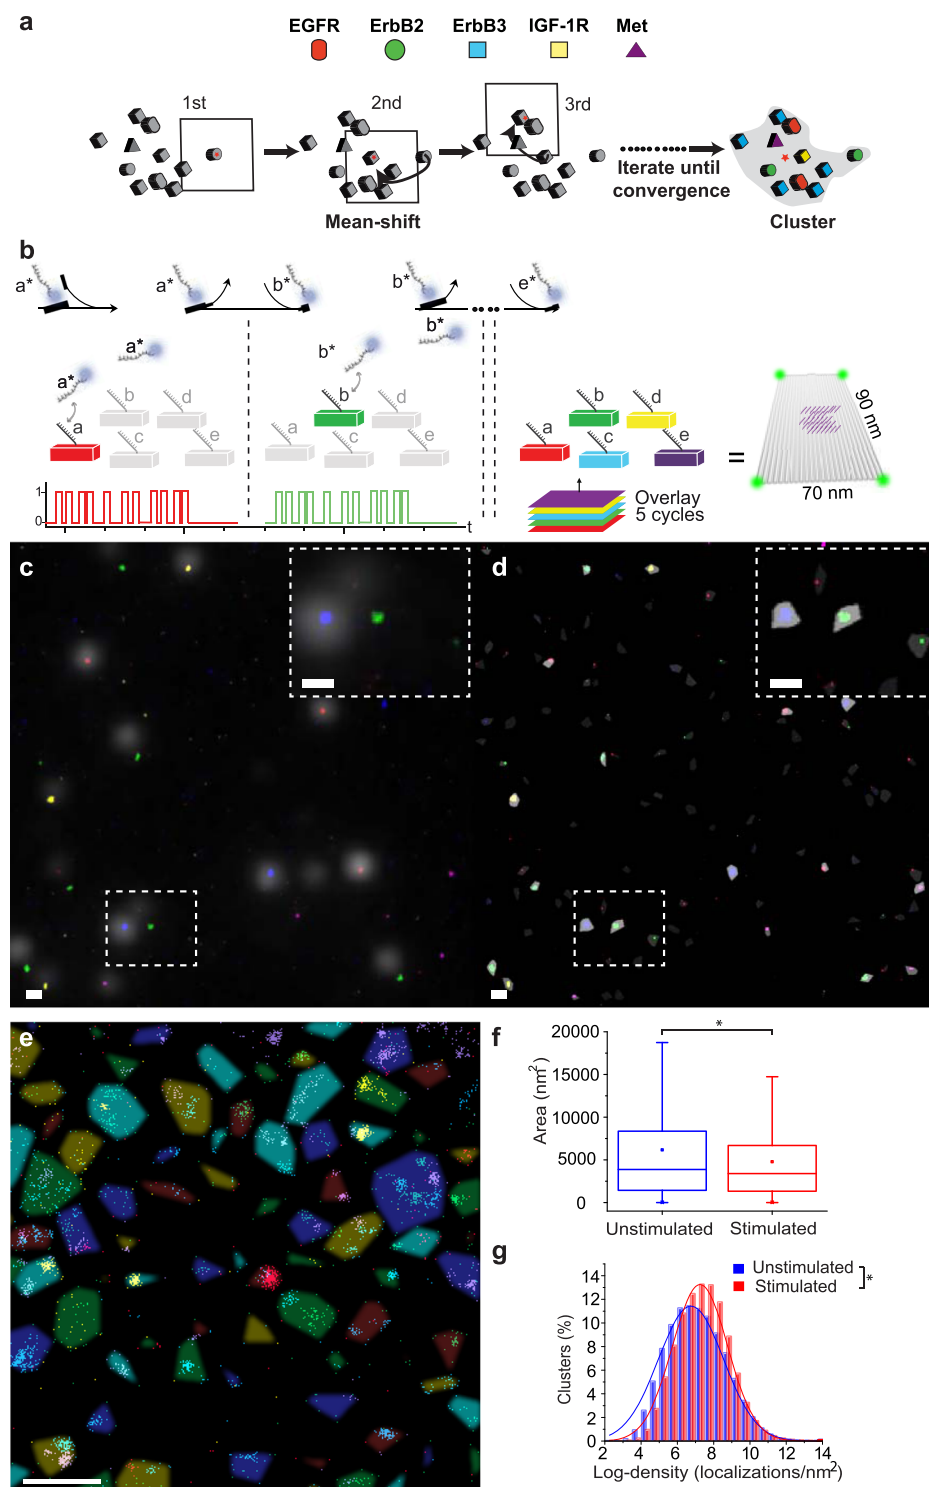 a
EGFR ErbB2 ErbB3 IGF-1R Met
1st 2nd 3rd
Iterate until
convergence
Mean-shift Cluster
b
a* a* b* b* e*
a* a* b* b*
b d b d b d
a c e a c e a c e
1
0
t
Overlay
5 cycles
=
90 nm
70 nm
c d
e
f
20000
15000
10000
5000
0
Area (nm²)
*
Unstimulated Stimulated
g
Unstimulated
Stimulated
*
14
12
10
8
6
4
2
0
Clusters (%)
2 4 6 8 10 12 14
Log-density (localizations/nm²)